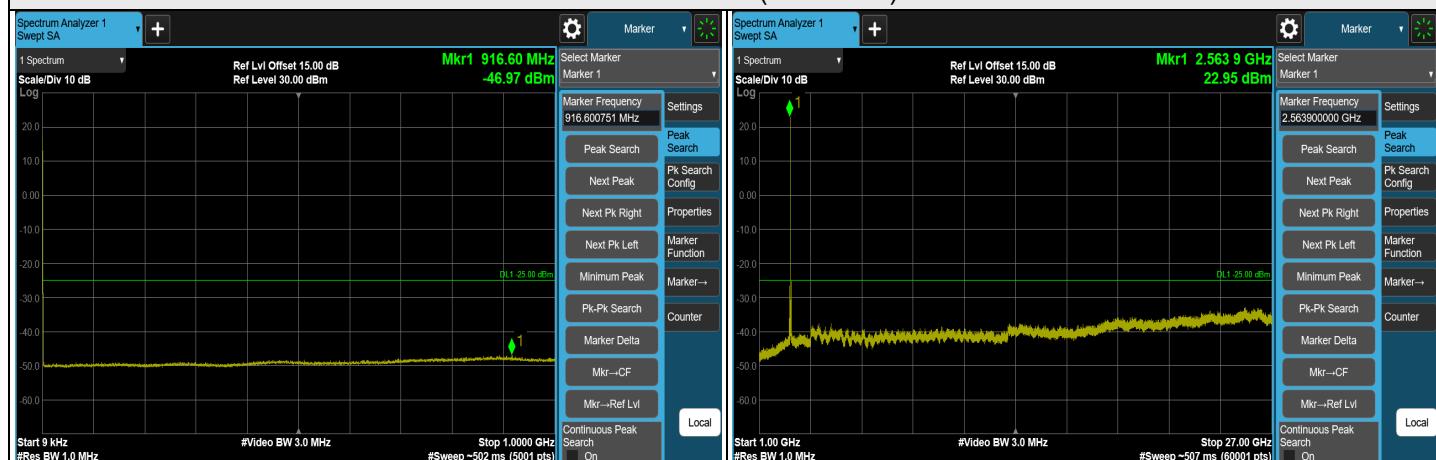 Spectrum Analyzer 1
Swept SA
+
Marker
1 Spectrum
Scale/Div 10 dB
Log
Ref Lvl Offset 15.00 dB
Ref Level 30.00 dBm
Mkr1 916.60 MHz
-46.97 dBm
1
20.0
10.0
0.00
-10.0
-20.0
-30.0
-40.0
-50.0
-60.0
DL1 -25.00 dBm
1
Start 9 kHz
#Res BW 1.0 MHz
#Video BW 3.0 MHz
Stop 1.0000 GHz
#Sweep ~502 ms (5001 pts)
Select Marker
Marker 1
Marker Frequency
916.600751 MHz
Peak Search
Next Peak
Next Pk Right
Next Pk Left
Minimum Peak
Pk-Pk Search
Marker Delta
Mkr→CF
Mkr→Ref Lvl
Continuous Peak
Search
On
Settings
Peak
Search
Pk Search
Config
Properties
Marker
Function
Marker→
Counter
Local
Spectrum Analyzer 1
Swept SA
+
Marker
1 Spectrum
Scale/Div 10 dB
Log
Ref Lvl Offset 15.00 dB
Ref Level 30.00 dBm
Mkr1 2.563 9 GHz
22.95 dBm
1
20.0
10.0
0.00
-10.0
-20.0
-30.0
-40.0
-50.0
-60.0
DL1 -25.00 dBm
Start 1.00 GHz
#Res BW 1.0 MHz
#Video BW 3.0 MHz
Stop 27.00 GHz
#Sweep ~507 ms (60001 pts)
Select Marker
Marker 1
Marker Frequency
2.563900000 GHz
Peak Search
Next Peak
Next Pk Right
Next Pk Left
Minimum Peak
Pk-Pk Search
Marker Delta
Mkr→CF
Mkr→Ref Lvl
Continuous Peak
Search
On
Settings
Peak
Search
Pk Search
Config
Properties
Marker
Function
Marker→
Counter
Local